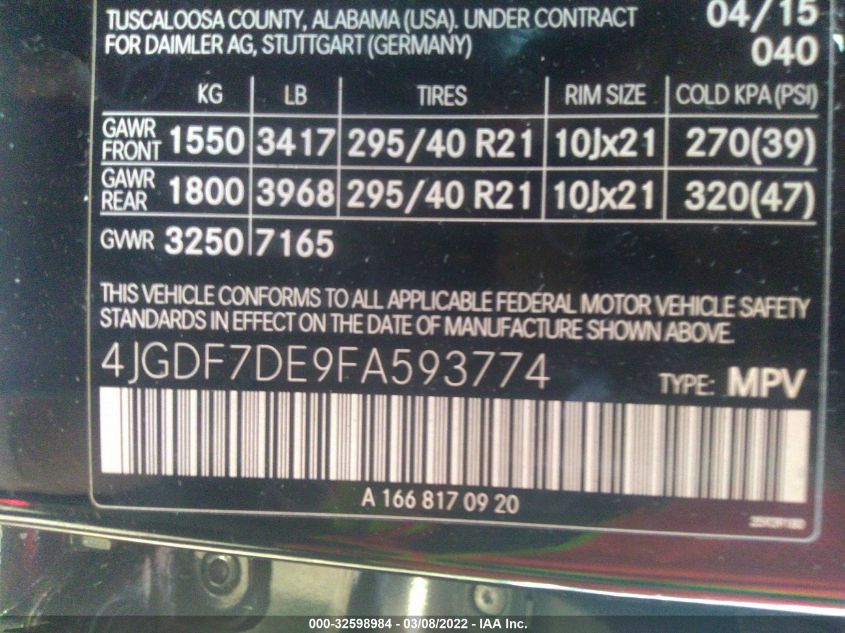 TUSCALOOSA COUNTY, ALABAMA (USA). UNDER CONTRACT 04/15
FOR DAIMLER AG, STUTTGART (GERMANY) 040
KG LB TIRES RIM SIZE COLD KPA (PSI)
GAWR FRONT 1550 3417 295/40 R21 10Jx21 270(39)
GAWR REAR 1800 3968 295/40 R21 10Jx21 320(47)
GVWR 3250 7165
THIS VEHICLE CONFORMS TO ALL APPLICABLE FEDERAL MOTOR VEHICLE SAFETY
STANDARDS IN EFFECT ON THE DATE OF MANUFACTURE SHOWN ABOVE.
4JGDF7DE9FA593774 TYPE: MPV
A 166 817 09 20
000-32598984 - 03/08/2022 - IAA Inc.